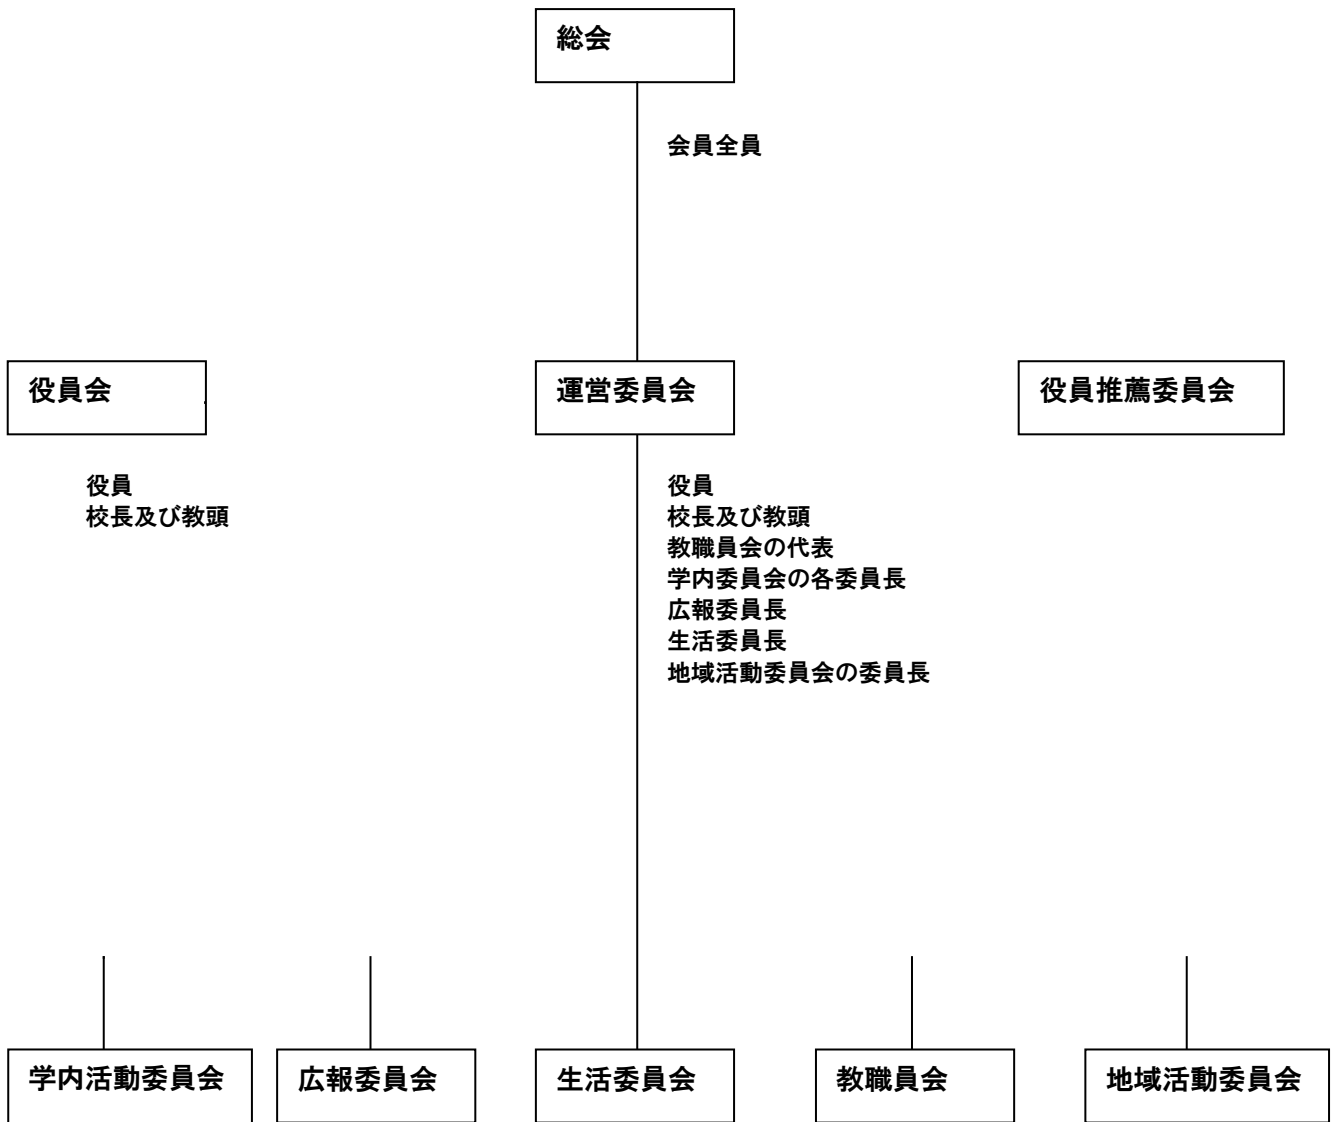 総会
会員全員
役員会
運営委員会
役員推薦委員会
役員
校長及び教頭
役員
校長及び教頭
教職員会の代表
学内委員会の各委員長
広報委員長
生活委員長
地域活動委員会の委員長
学内活動委員会
広報委員会
生活委員会
教職員会
地域活動委員会